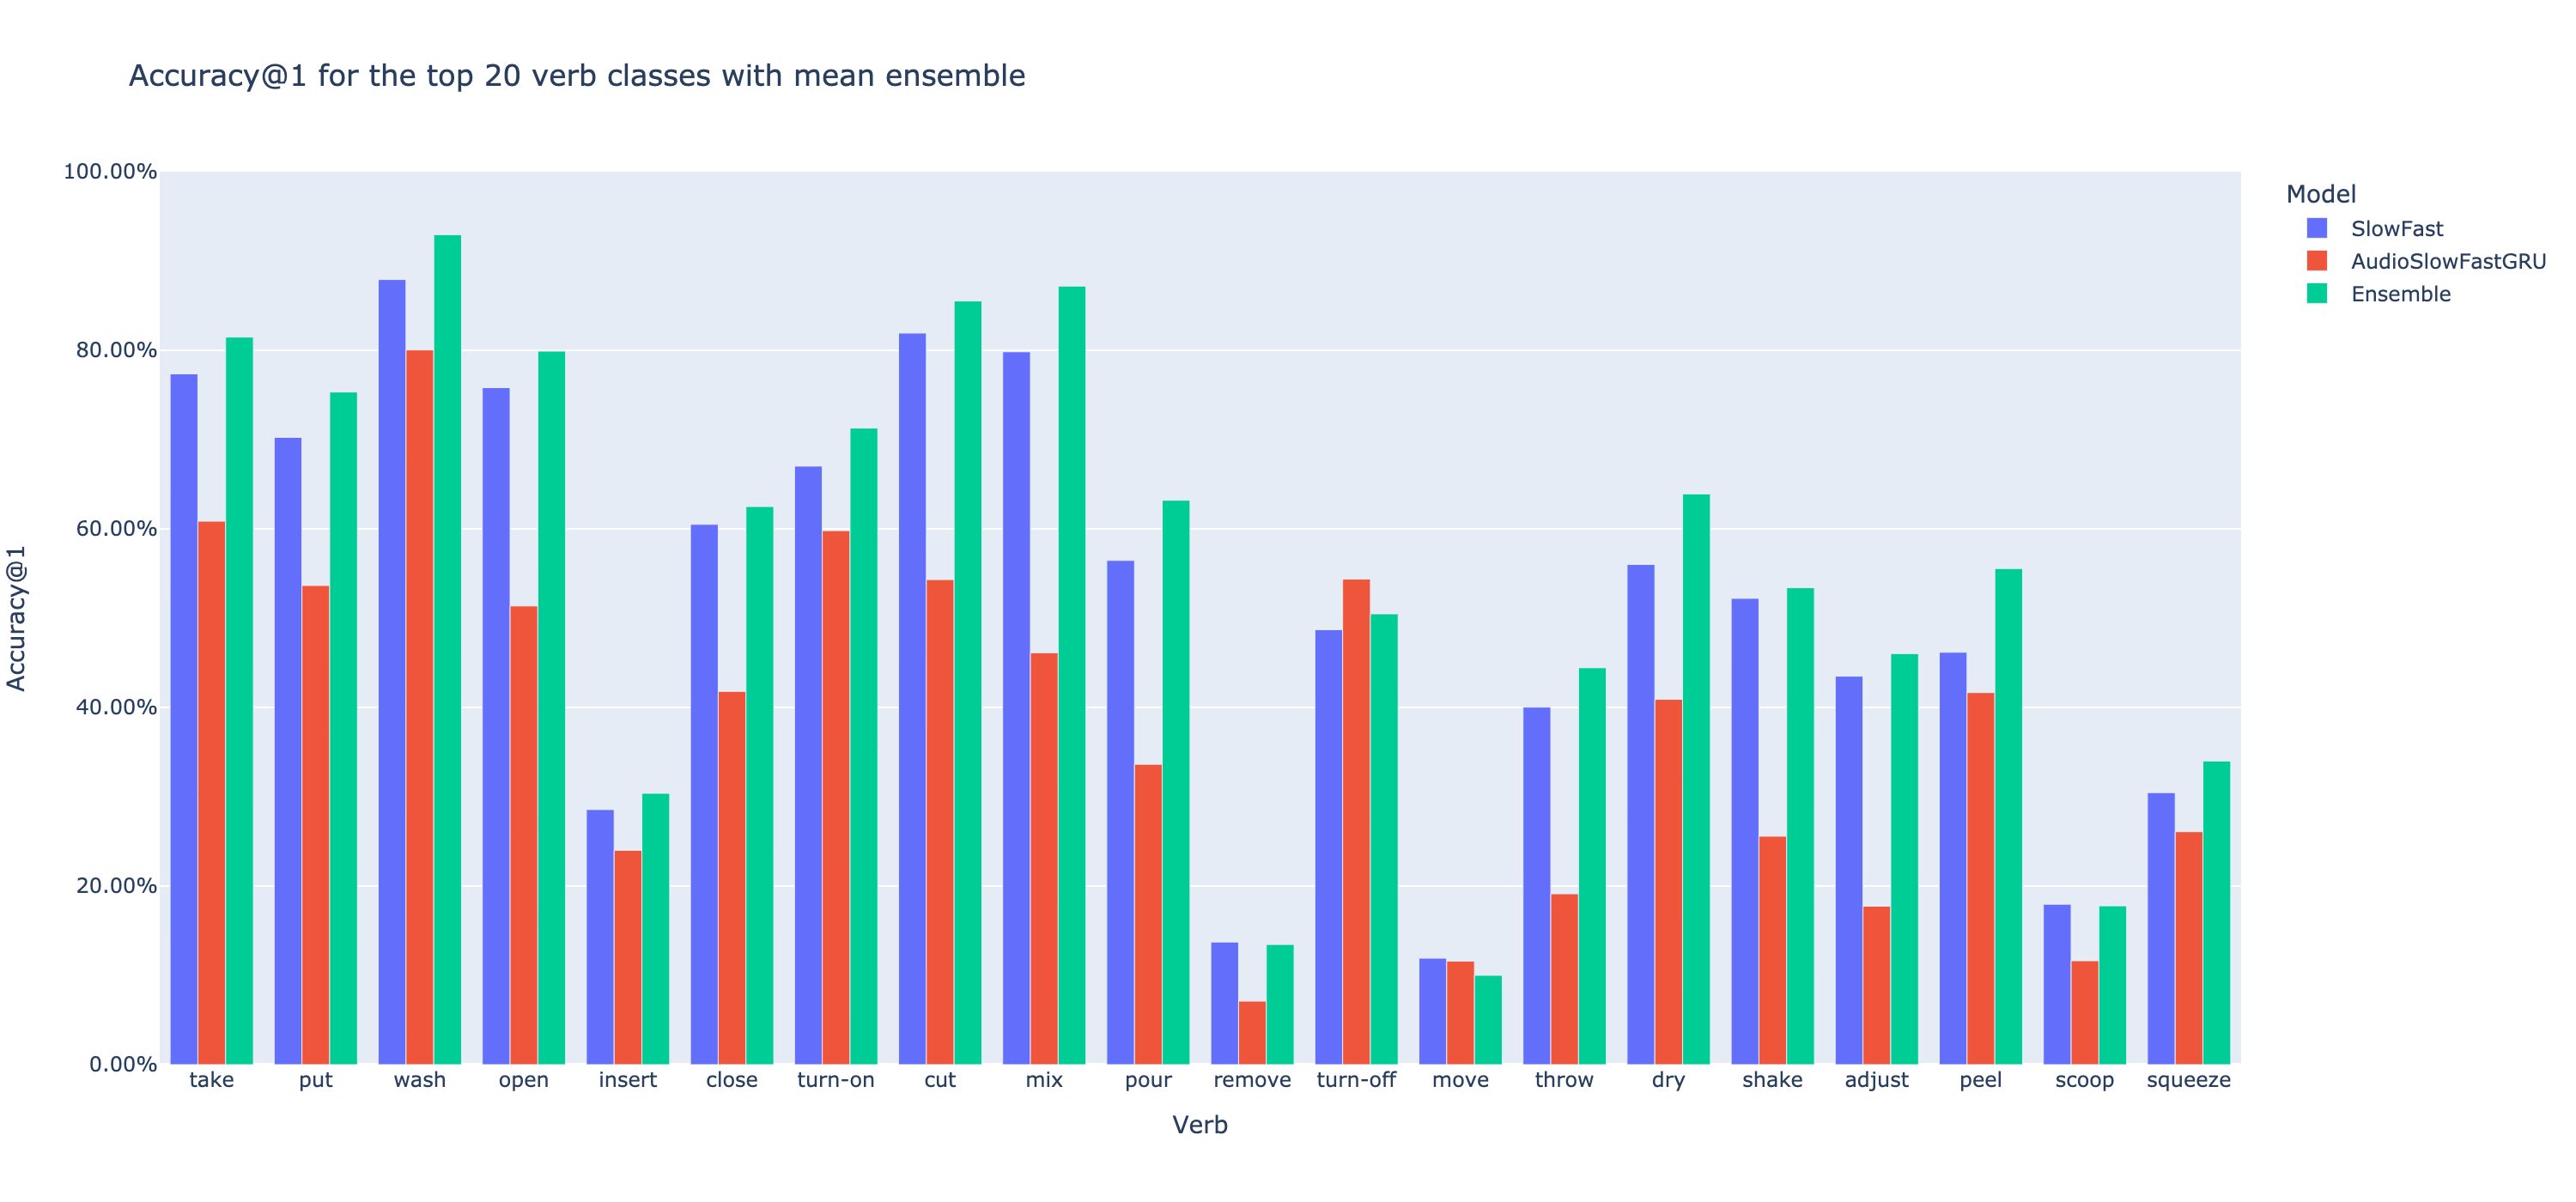 Accuracy@1 for the top 20 verb classes with mean ensemble
100.00%
80.00%
60.00%
40.00%
20.00%
0.00%
Accuracy@1
take put wash open insert close turn-on cut mix pour remove turn-off move throw dry shake adjust peel scoop squeeze
Verb
Model
SlowFast
AudioSlowFastGRU
Ensemble